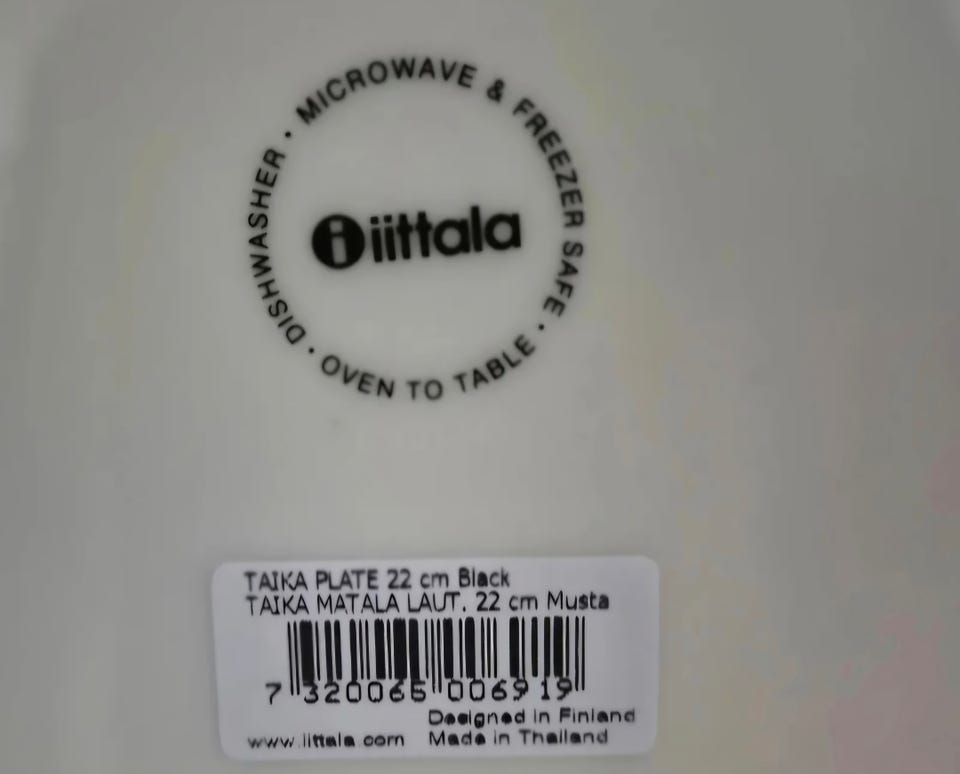 MICROWAVE & FREEZER SAFE · OVEN TO TABLE · DISHWASHER ·
iittala
TAIKA PLATE 22 cm Black
TAIKA MATALA LAUT. 22 cm Musta
7 320065 006919
Designed in Finland
www.iittala.com Made in Thailand